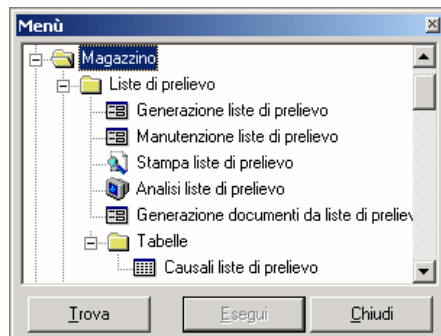 Menù
Magazzino
Liste di prelievo
Generazione liste di prelievo
Manutenzione liste di prelievo
Stampa liste di prelievo
Analisi liste di prelievo
Generazione documenti da liste di preliev
Tabelle
Causali liste di prelievo
Trova Esegui Chiudi